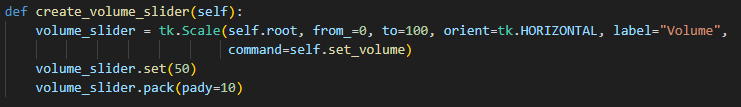 def create_volume_slider(self):
    volume_slider = tk.Scale(self.root, from_=0, to=100, orient=tk.HORIZONTAL, label="Volume",
                             command=self.set_volume)
    volume_slider.set(50)
    volume_slider.pack(pady=10)